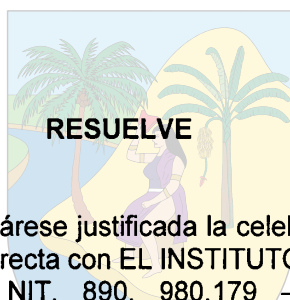 RESUELVE
árese justificada la celel
recta con EL INSTITUTO
NIT. 890. 980.179 –